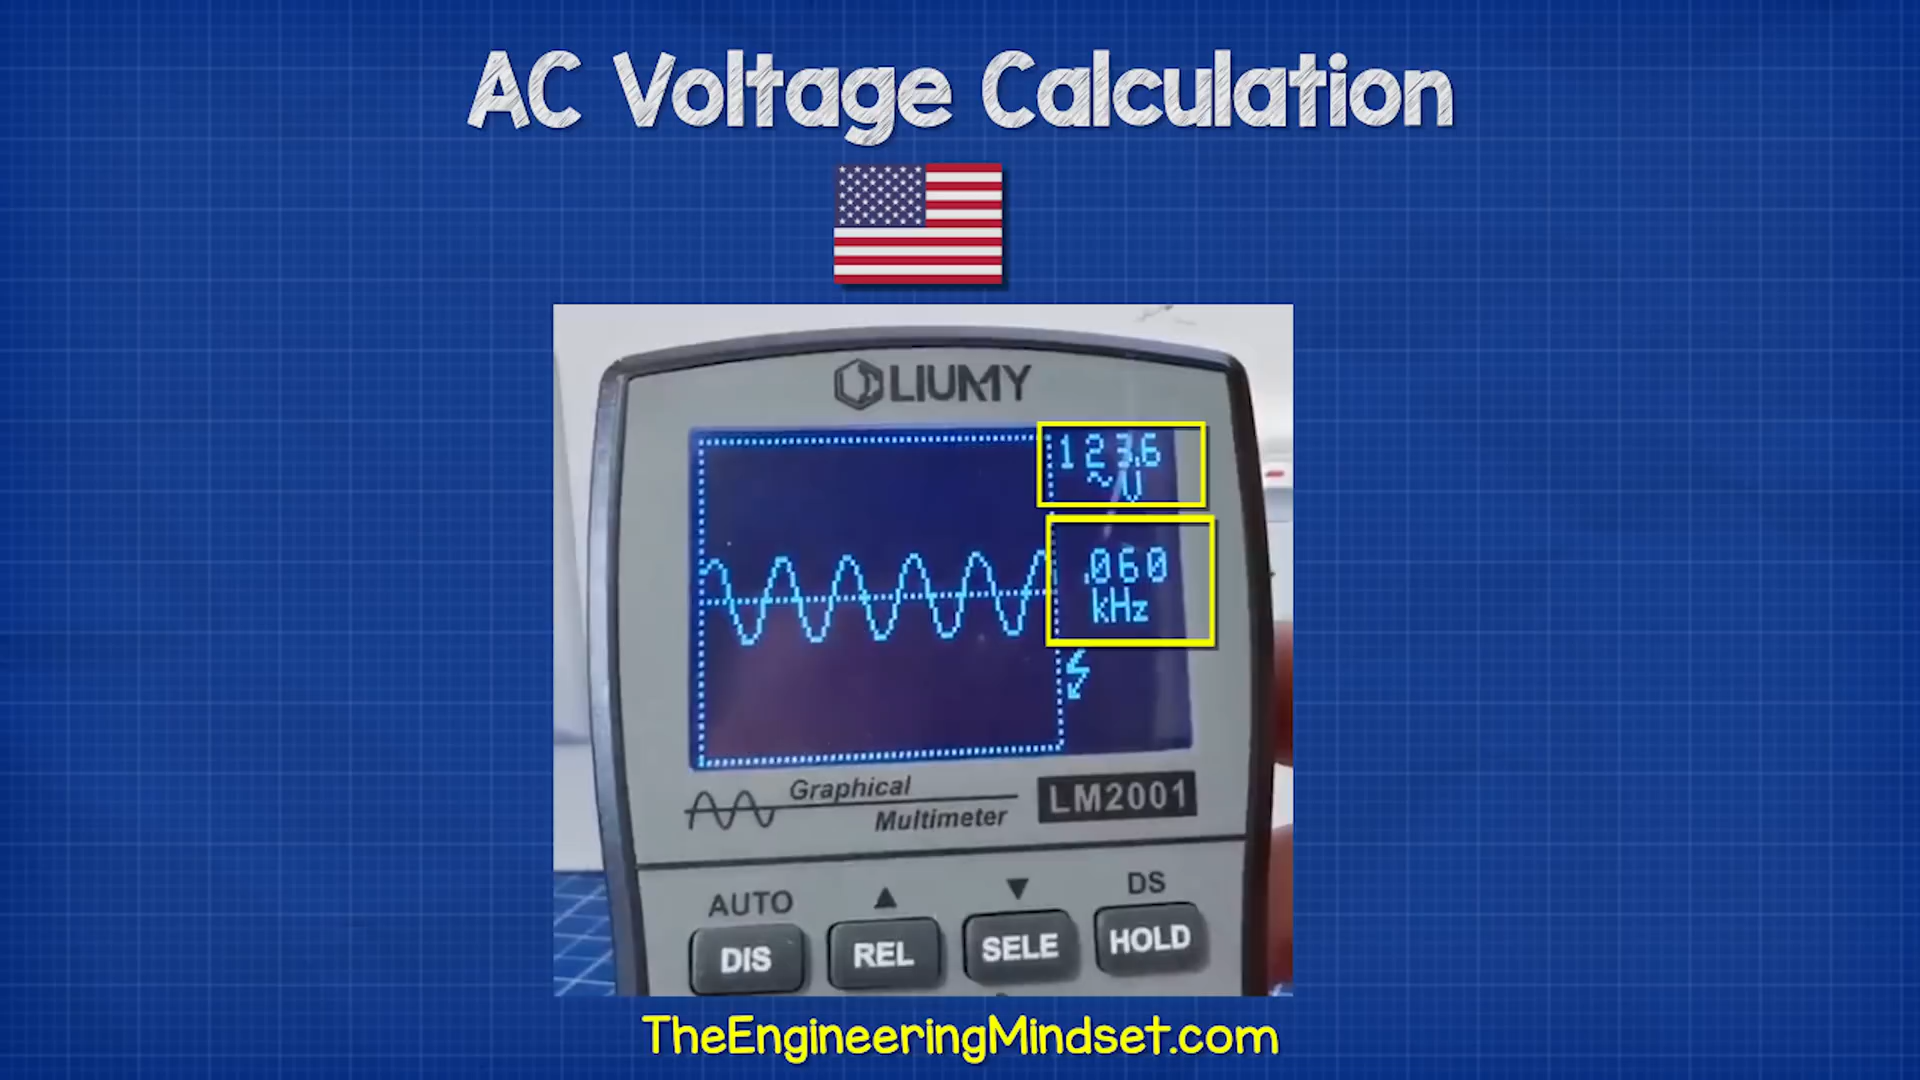 AC Voltage Calculation
LIUMY
123.6
~V
.060
kHz
Graphical
Multimeter
LM2001
AUTO ▲ ▼ DS
DIS REL SELE HOLD
TheEngineeringMindset.com